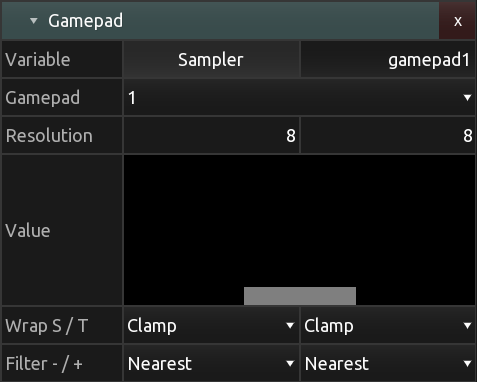 Gamepad x
Variable Sampler gamepad1
Gamepad 1
Resolution 8 8
Value
Wrap S / T Clamp Clamp
Filter - / + Nearest Nearest